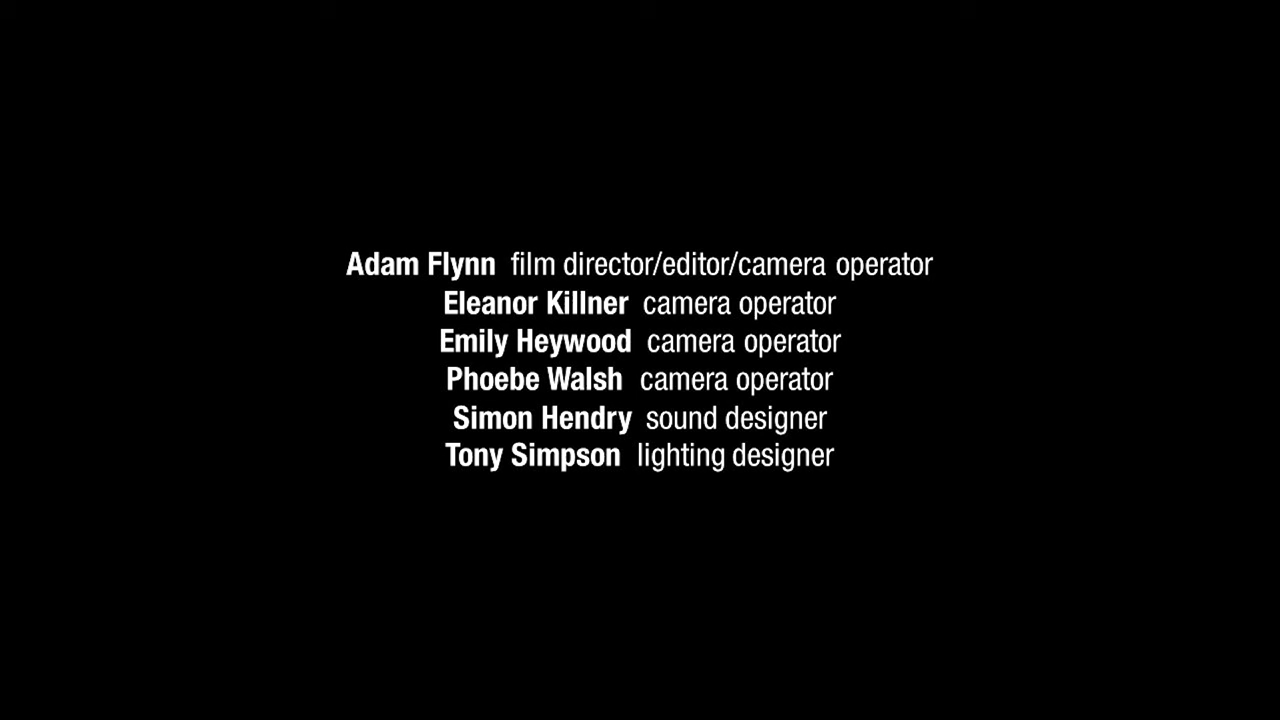 Adam Flynn film director/editor/camera operator
Eleanor Killner camera operator
Emily Heywood camera operator
Phoebe Walsh camera operator
Simon Hendry sound designer
Tony Simpson lighting designer